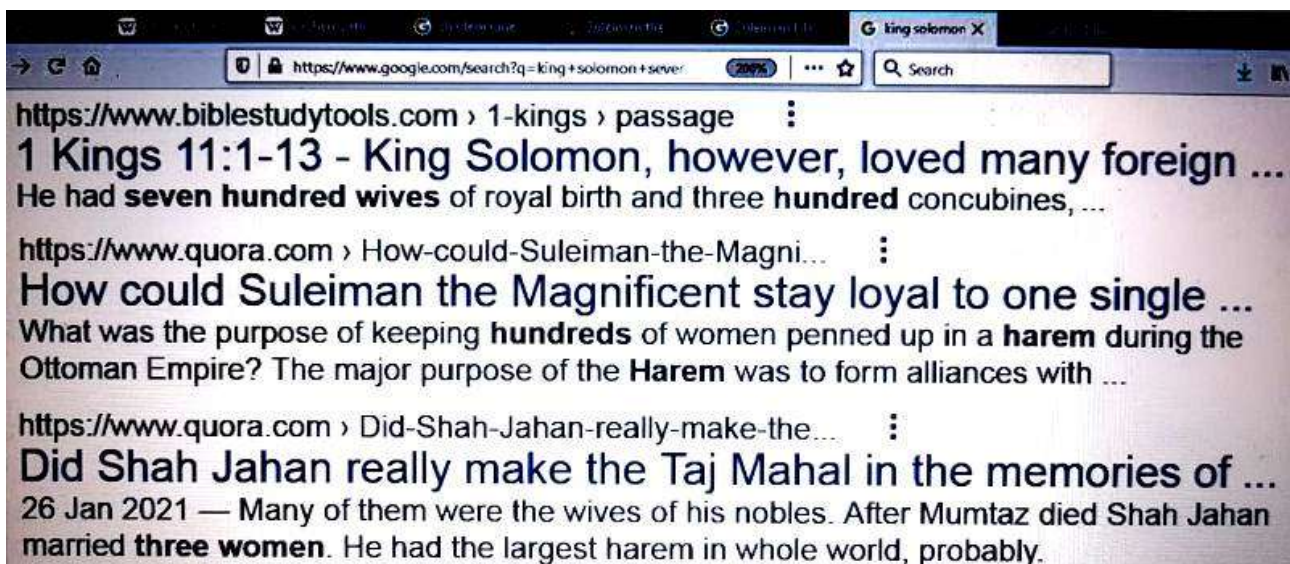 king solomon X
https://www.google.com/search?q=king+solomon+sever 200% Search
https://www.biblestudytools.com › 1-kings › passage
1 Kings 11:1-13 - King Solomon, however, loved many foreign ...
He had seven hundred wives of royal birth and three hundred concubines, ...
https://www.quora.com › How-could-Suleiman-the-Magni...
How could Suleiman the Magnificent stay loyal to one single ...
What was the purpose of keeping hundreds of women penned up in a harem during the
Ottoman Empire? The major purpose of the Harem was to form alliances with ...
https://www.quora.com › Did-Shah-Jahan-really-make-the...
Did Shah Jahan really make the Taj Mahal in the memories of ...
26 Jan 2021 — Many of them were the wives of his nobles. After Mumtaz died Shah Jahan
married three women. He had the largest harem in whole world, probably.